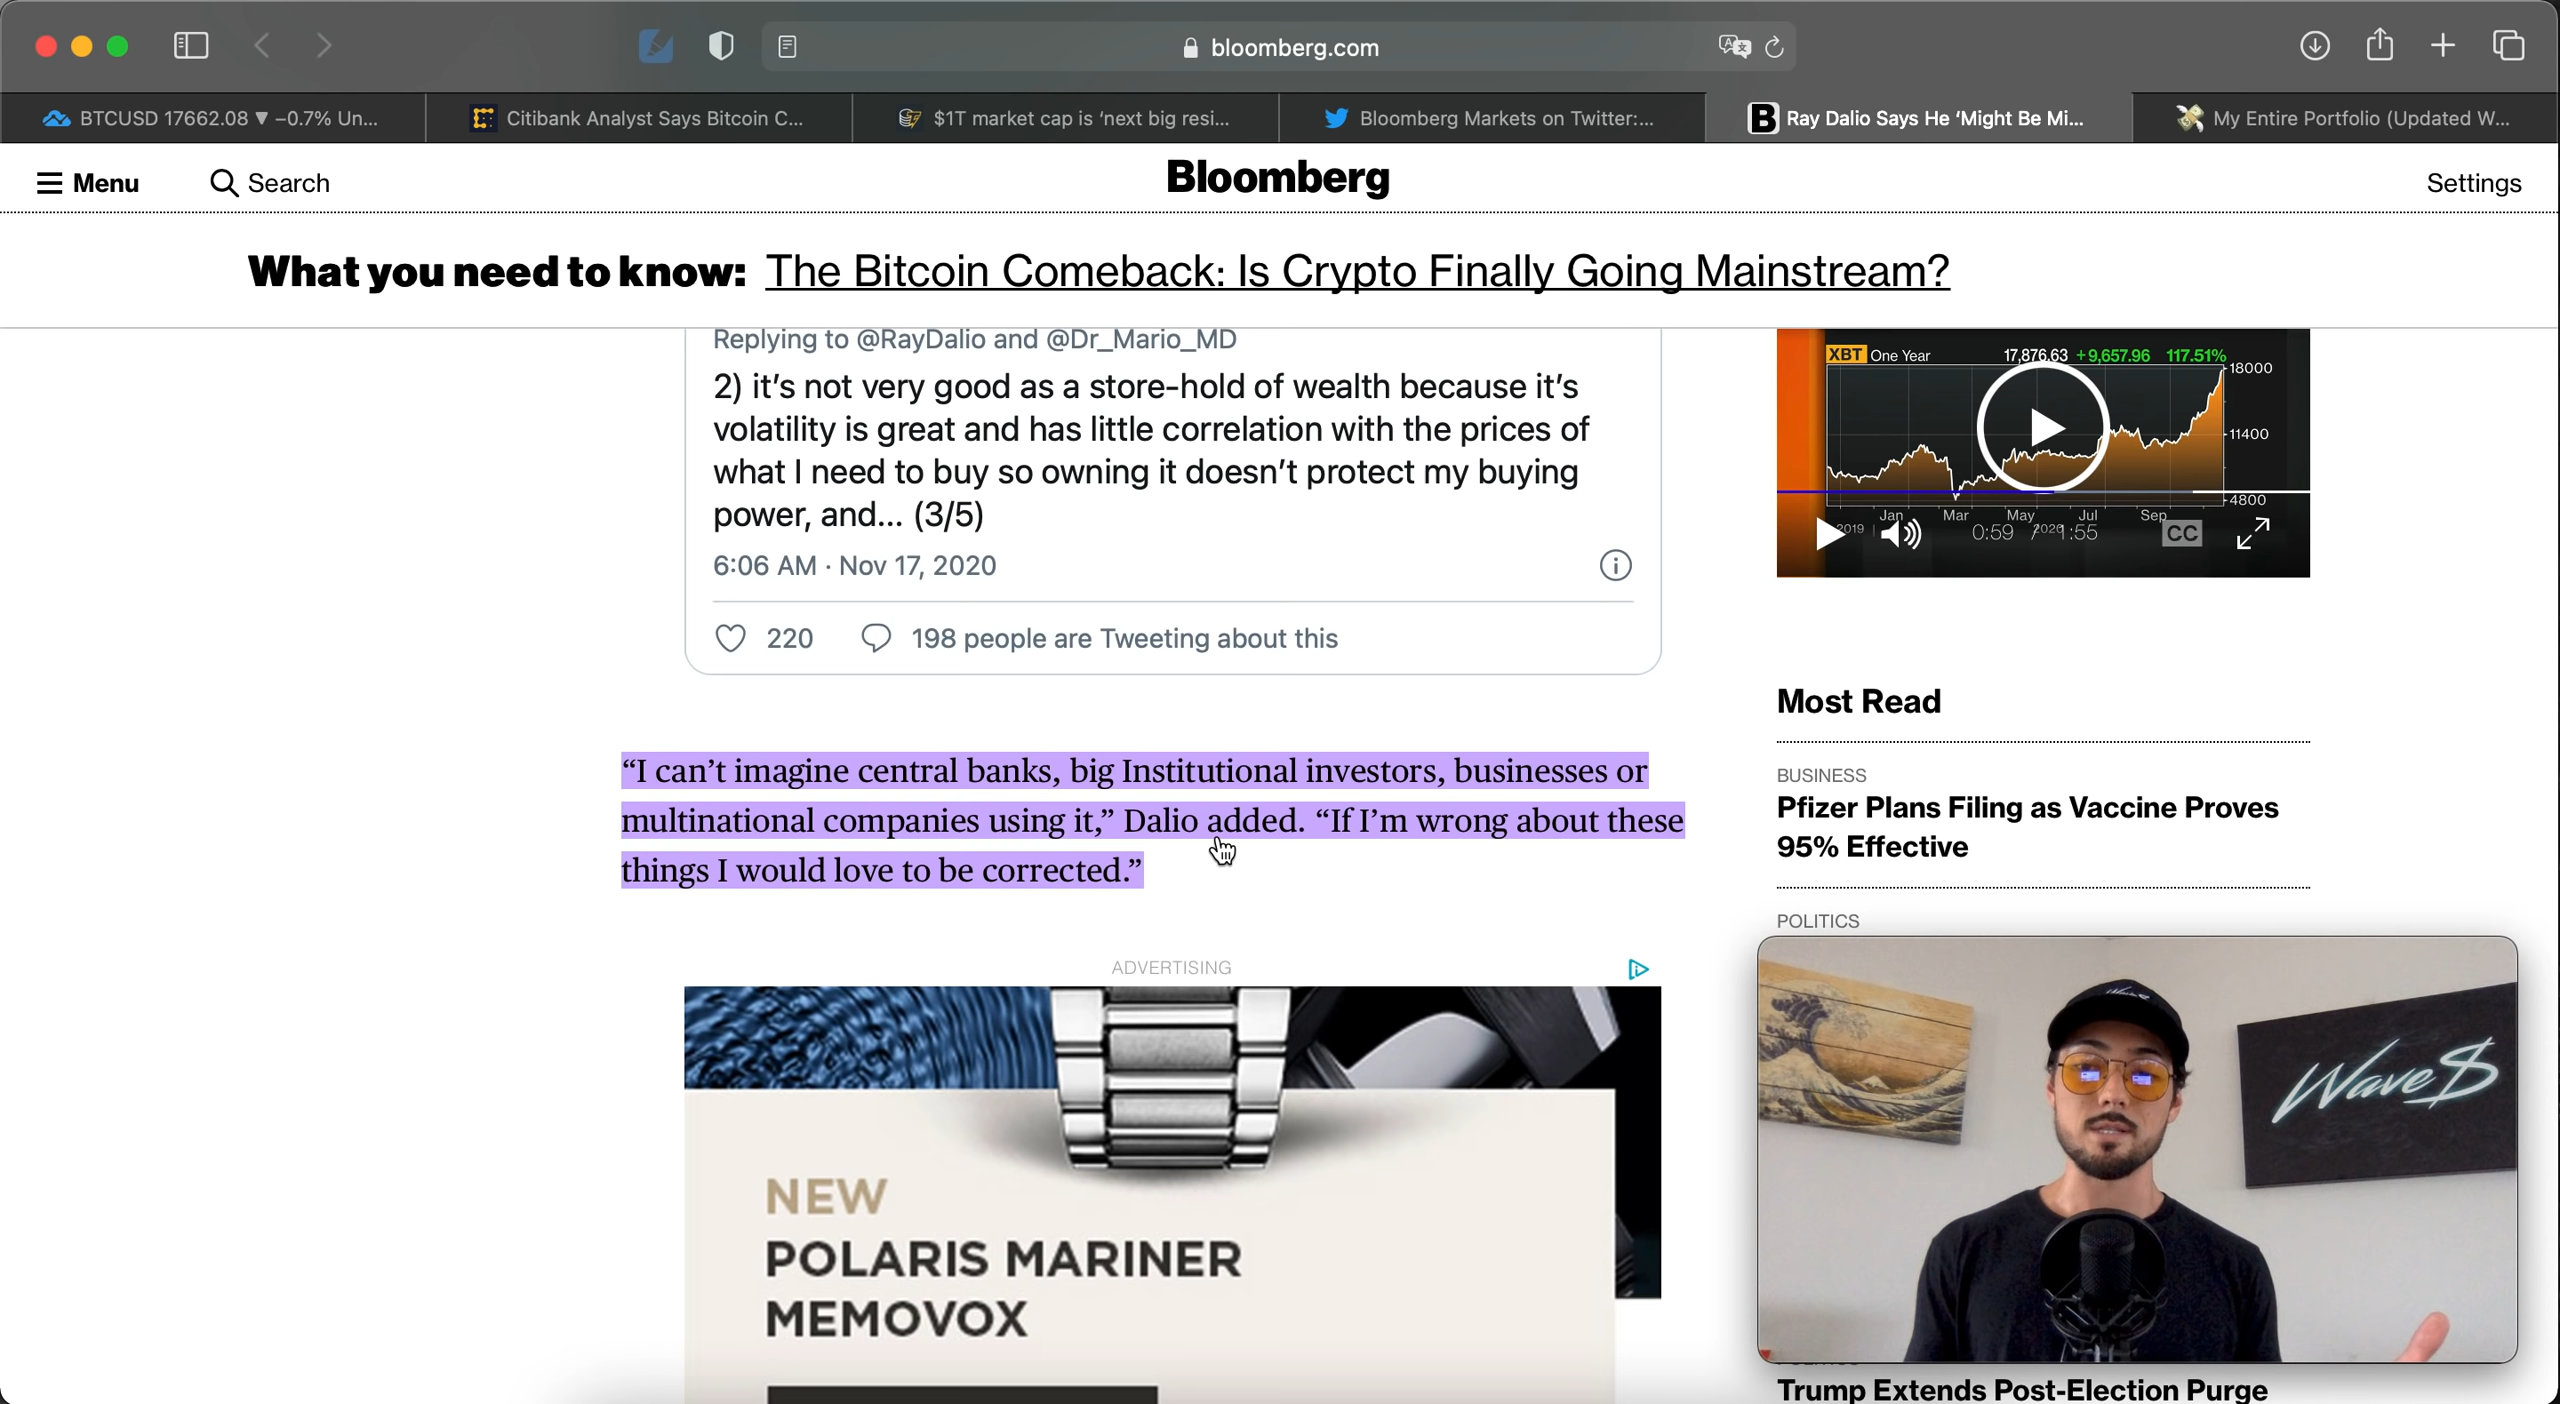 bloomberg.com
BTCUSD 17662.08 ▼ −0.7% Un...
Citibank Analyst Says Bitcoin C...
$1T market cap is ‘next big resi...
Bloomberg Markets on Twitter:...
B Ray Dalio Says He ‘Might Be Mi...
My Entire Portfolio (Updated W...
Menu
Search
Bloomberg
Settings
What you need to know: The Bitcoin Comeback: Is Crypto Finally Going Mainstream?
Replying to @RayDalio and @Dr_Mario_MD
2) it’s not very good as a store-hold of wealth because it’s
volatility is great and has little correlation with the prices of
what I need to buy so owning it doesn’t protect my buying
power, and... (3/5)
6:06 AM · Nov 17, 2020
220
198 people are Tweeting about this
XBT One Year 17,876.63 +9,657.96 117.51%
18000
11400
4800
Jan Mar May Jul Sep
2019 2020
0:59 / 1:55
CC
“I can’t imagine central banks, big Institutional investors, businesses or
multinational companies using it,” Dalio added. “If I’m wrong about these
things I would love to be corrected.”
ADVERTISING
NEW
POLARIS MARINER
MEMOVOX
Most Read
BUSINESS
Pfizer Plans Filing as Vaccine Proves
95% Effective
POLITICS
Wave$
Trump Extends Post-Election Purge